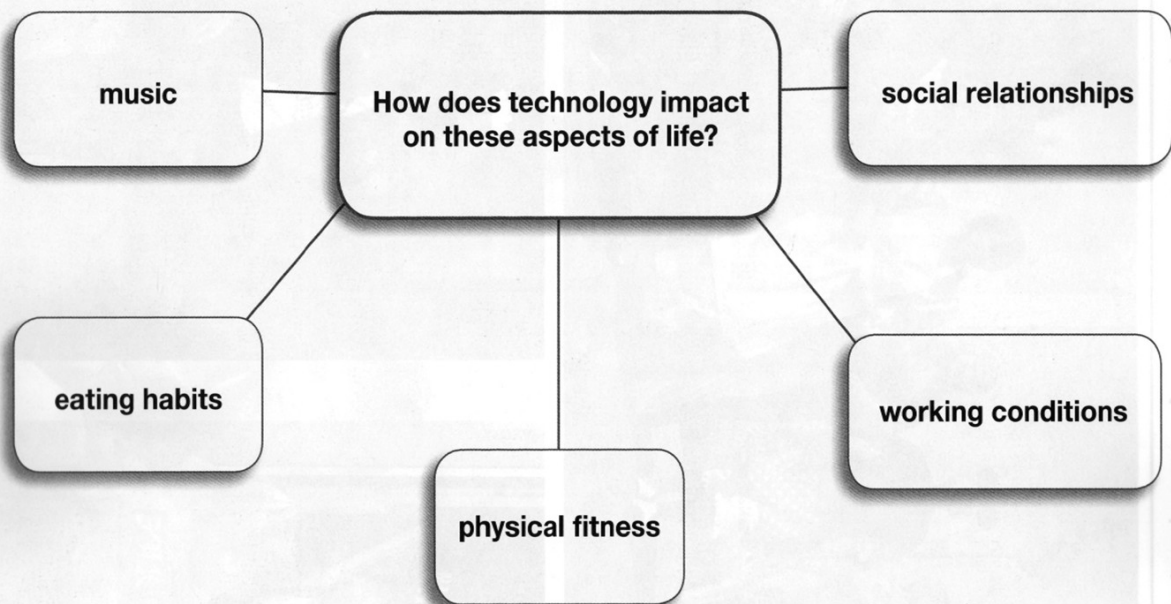 How does technology impact
on these aspects of life?
music
social relationships
eating habits
working conditions
physical fitness